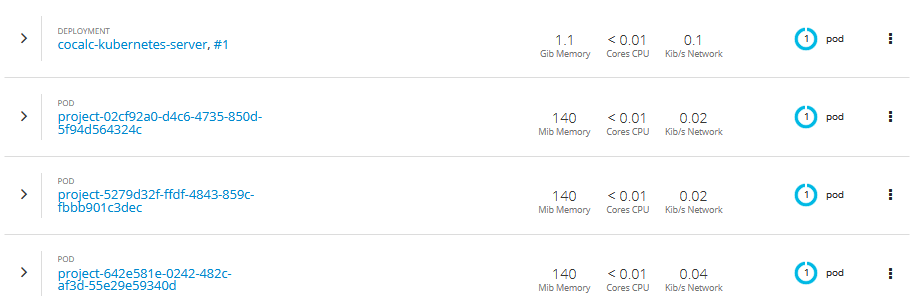 DEPLOYMENT
cocalc-kubernetes-server, #1
1.1 < 0.01 0.1
Gib Memory Cores CPU Kib/s Network
1 pod
POD
project-02cf92a0-d4c6-4735-850d-
5f94d564324c
140 < 0.01 0.02
Mib Memory Cores CPU Kib/s Network
1 pod
POD
project-5279d32f-ffdf-4843-859c-
fbbb901c3dec
140 < 0.01 0.02
Mib Memory Cores CPU Kib/s Network
1 pod
POD
project-642e581e-0242-482c-
af3d-55e29e59340d
140 < 0.01 0.04
Mib Memory Cores CPU Kib/s Network
1 pod